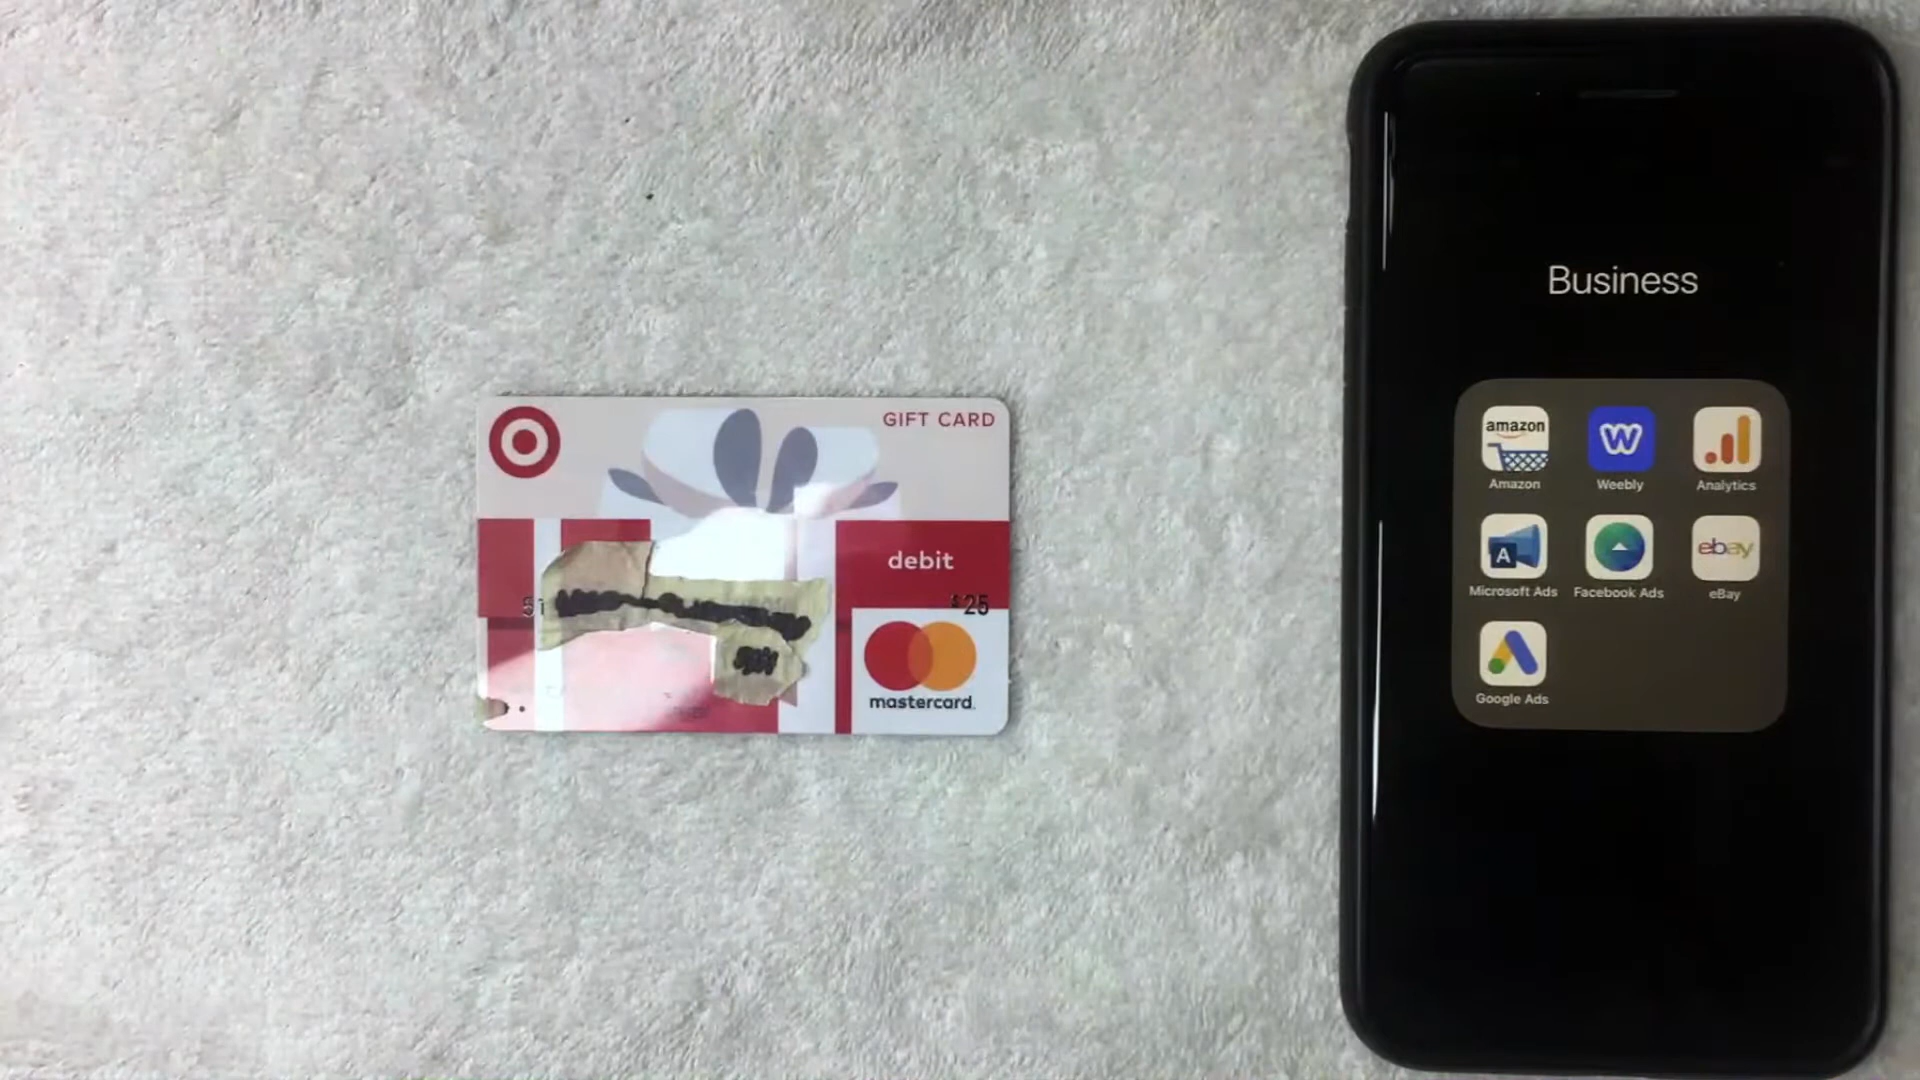 GIFT CARD
debit
$25
mastercard.
Business
amazon
Amazon
Weebly
Analytics
A
Microsoft Ads
Facebook Ads
ebay
eBay
Google Ads